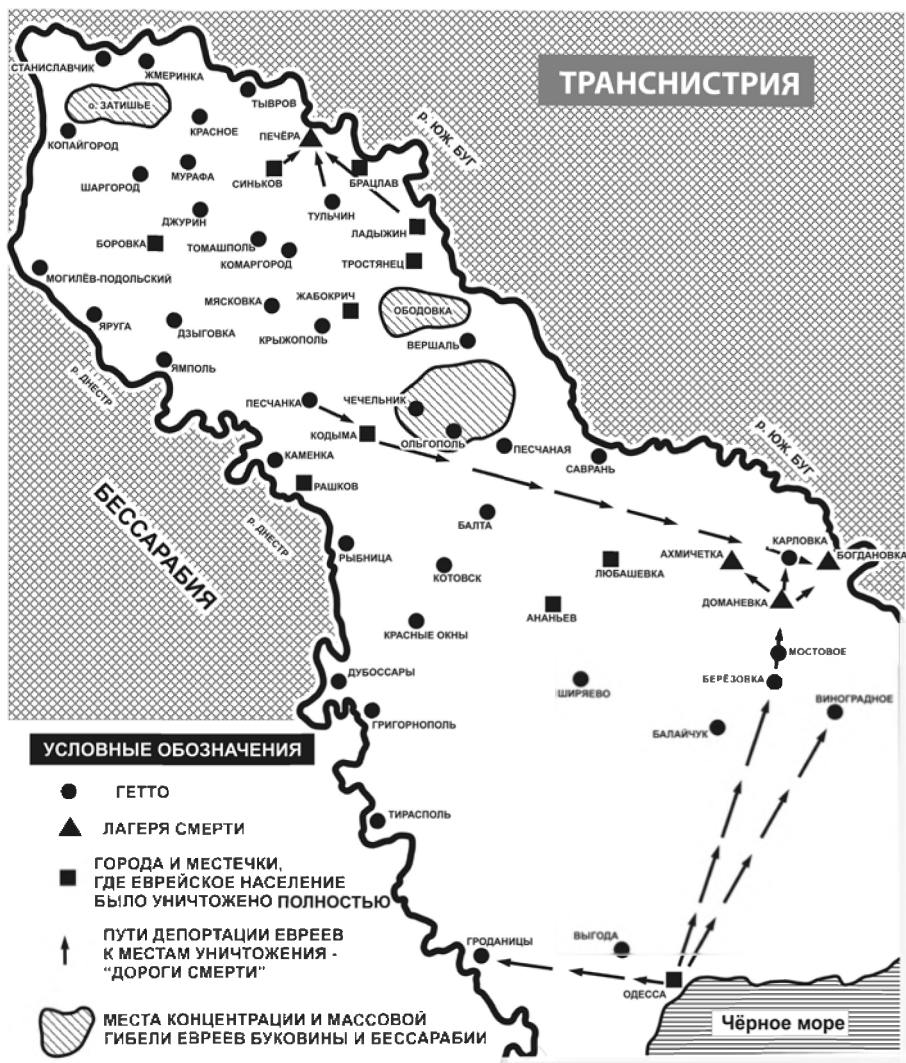 ТРАНСНИСТРИЯ
СТАНИСЛАВЧИК
ЖМЕРИНКА
ТЫВРОВ
о. ЗАТИШЬЕ
КРАСНОЕ
ПЕЧЁРА
р. ЮЖ. БУГ
КОПАЙГОРОД
МУРАФА
СИНЬКОВ
БРАЦЛАВ
ШАРГОРОД
ТУЛЬЧИН
ДЖУРИН
ЛАДЫЖИН
БОРОВКА
ТОМАШПОЛЬ
КОМАРГОРОД
ТРОСТЯНЕЦ
МОГИЛЁВ-ПОДОЛЬСКИЙ
МЯСКОВКА
ЖАБОКРИЧ
ОБОДОВКА
ЯРУГА
ДЗЫГОВКА
КРЫЖОПОЛЬ
ВЕРШАЛЬ
ЯМПОЛЬ
р. ДНЕСТР
ПЕСЧАНКА
ЧЕЧЕЛЬНИК
КОДЫМА
ОЛЬГОПОЛЬ
ПЕСЧАНАЯ
САВРАНЬ
р. ЮЖ. БУГ
КАМЕНКА
РАШКОВ
БЕССАРАБИЯ
р. ДНЕСТР
БАЛТА
РЫБНИЦА
КОТОВСК
ЛЮБАШЕВКА
АХМИЧЕТКА
КАРЛОВКА
БОГДАНОВКА
АНАНЬЕВ
ДОМАНЕВКА
КРАСНЫЕ ОКНЫ
МОСТОВОЕ
ДУБОССАРЫ
ШИРЯЕВО
БЕРЁЗОВКА
ВИНОГРАДНОЕ
ГРИГОРНОПОЛЬ
БАЛАЙЧУК
ТИРАСПОЛЬ
ГРОДАНИЦЫ
ВЫГОДА
ОДЕССА
Чёрное море
УСЛОВНЫЕ ОБОЗНАЧЕНИЯ
ГЕТТО
ЛАГЕРЯ СМЕРТИ
ГОРОДА И МЕСТЕЧКИ,
ГДЕ ЕВРЕЙСКОЕ НАСЕЛЕНИЕ
БЫЛО УНИЧТОЖЕНО ПОЛНОСТЬЮ
ПУТИ ДЕПОРТАЦИИ ЕВРЕЕВ
К МЕСТАМ УНИЧТОЖЕНИЯ -
“ДОРОГИ СМЕРТИ”
МЕСТА КОНЦЕНТРАЦИИ И МАССОВОЙ
ГИБЕЛИ ЕВРЕЕВ БУКОВИНЫ И БЕССАРАБИИ